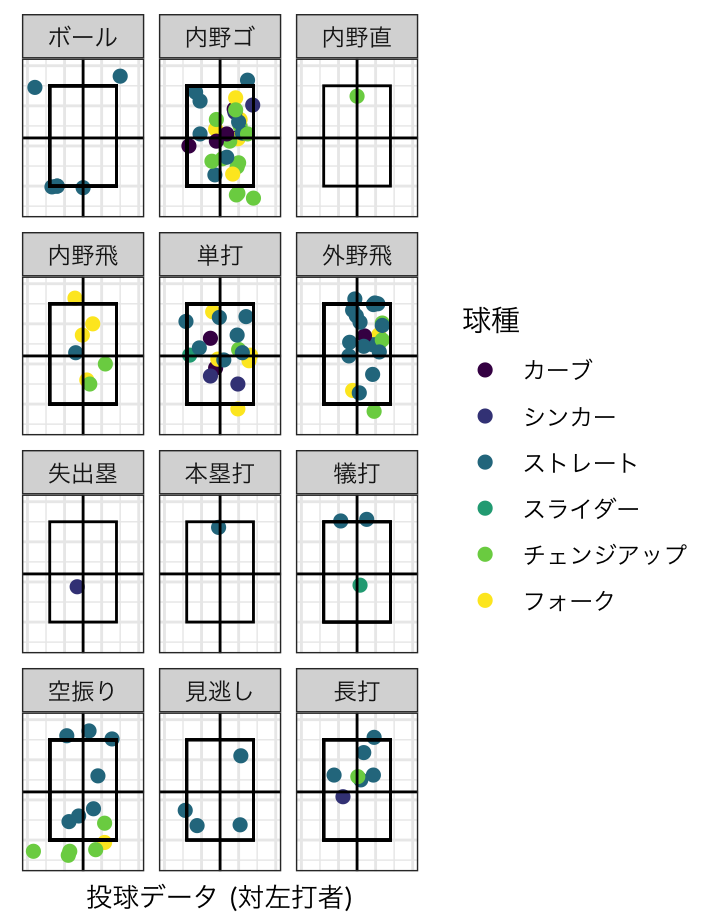 ボール
内野ゴ
内野直
内野飛
単打
外野飛
失出塁
本塁打
犠打
空振り
見逃し
長打
球種
カーブ
シンカー
ストレート
スライダー
チェンジアップ
フォーク
投球データ (対左打者)